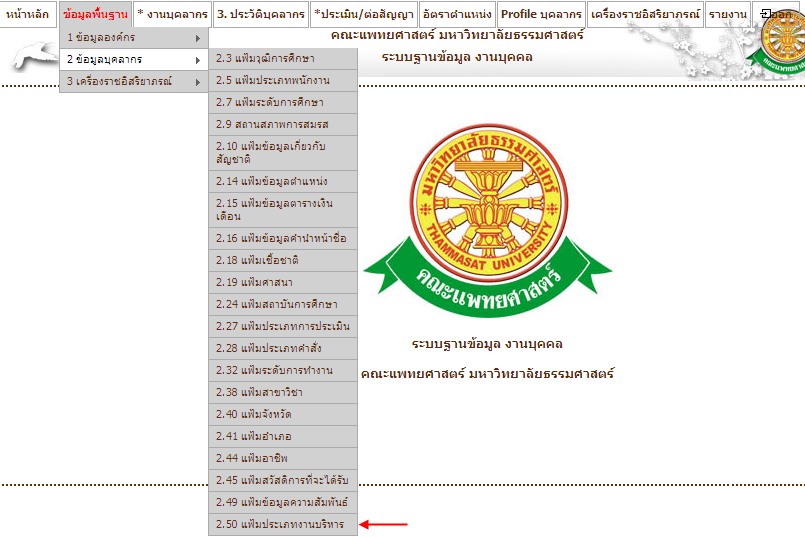 หน้าหลัก ข้อมูลพื้นฐาน * งานบุคลากร 3. ประวัติบุคลากร *ประเมิน/ต่อสัญญา อัตราตำแหน่ง Profile บุคลากร เครื่องราชอิสริยาภรณ์ รายงาน ออก
คณะแพทยศาสตร์ มหาวิทยาลัยธรรมศาสตร์
ระบบฐานข้อมูล งานบุคคล
1 ข้อมูลองค์กร
2 ข้อมูลบุคลากร
3 เครื่องราชอิสริยาภรณ์
2.3 แฟ้มวุฒิการศึกษา
2.5 แฟ้มประเภทพนักงาน
2.7 แฟ้มระดับการศึกษา
2.9 สถานสภาพการสมรส
2.10 แฟ้มข้อมูลเกี่ยวกับ
สัญชาติ
2.14 แฟ้มข้อมูลตำแหน่ง
2.15 แฟ้มข้อมูลตารางเงิน
เดือน
2.16 แฟ้มข้อมูลคำนำหน้าชื่อ
2.18 แฟ้มเชื้อชาติ
2.19 แฟ้มศาสนา
2.24 แฟ้มสถาบันการศึกษา
2.27 แฟ้มประเภทการประเมิน
2.28 แฟ้มประเภทคำสั่ง
2.32 แฟ้มระดับการทำงาน
2.38 แฟ้มสาขาวิชา
2.40 แฟ้มจังหวัด
2.41 แฟ้มอำเภอ
2.44 แฟ้มอาชีพ
2.45 แฟ้มสวัสดิการที่จะได้รับ
2.49 แฟ้มข้อมูลความสัมพันธ์
2.50 แฟ้มประเภทงานบริหาร
มหาวิทยาลัยธรรมศาสตร์
THAMMASAT UNIVERSITY
คณะแพทยศาสตร์
ระบบฐานข้อมูล งานบุคคล
คณะแพทยศาสตร์ มหาวิทยาลัยธรรมศาสตร์